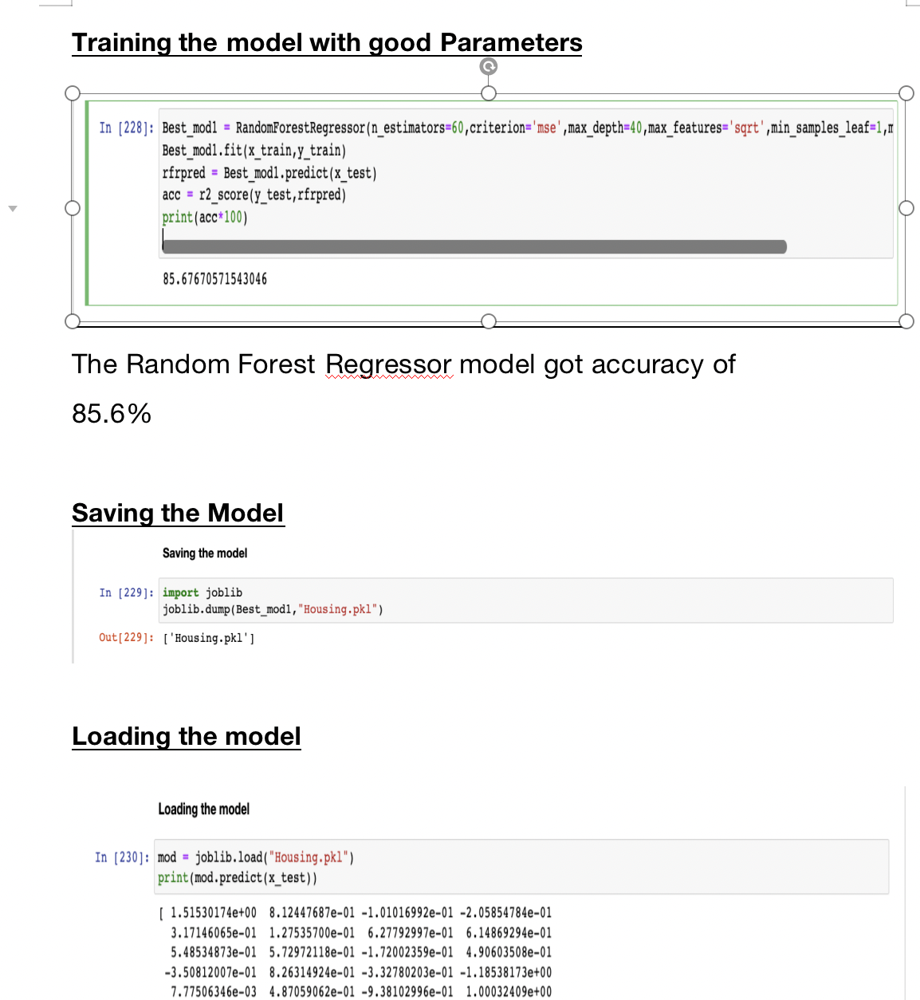 Training the model with good Parameters
In [228]: Best_mod1 = RandomForestRegressor(n_estimators=60,criterion='mse',max_depth=40,max_features='sqrt',min_samples_leaf=1,m
Best_mod1.fit(x_train,y_train)
rfrpred = Best_mod1.predict(x_test)
acc = r2_score(y_test,rfrpred)
print(acc*100)
85.67670571543046
The Random Forest Regressor model got accuracy of
85.6%
Saving the Model
Saving the model
In [229]: import joblib
joblib.dump(Best_mod1,"Housing.pkl")
Out[229]: ['Housing.pkl']
Loading the model
Loading the model
In [230]: mod = joblib.load("Housing.pkl")
print(mod.predict(x_test))
[ 1.51530174e+00 8.12447687e-01 -1.01016992e-01 -2.05854784e-01
3.17146065e-01 1.27535700e-01 6.27792997e-01 6.14869294e-01
5.48534873e-01 5.72972118e-01 -1.72002359e-01 4.90603508e-01
-3.50812007e-01 8.26314924e-01 -3.32780203e-01 -1.18538173e+00
7.77506346e-03 4.87059062e-01 -9.38102996e-01 1.00032409e+00